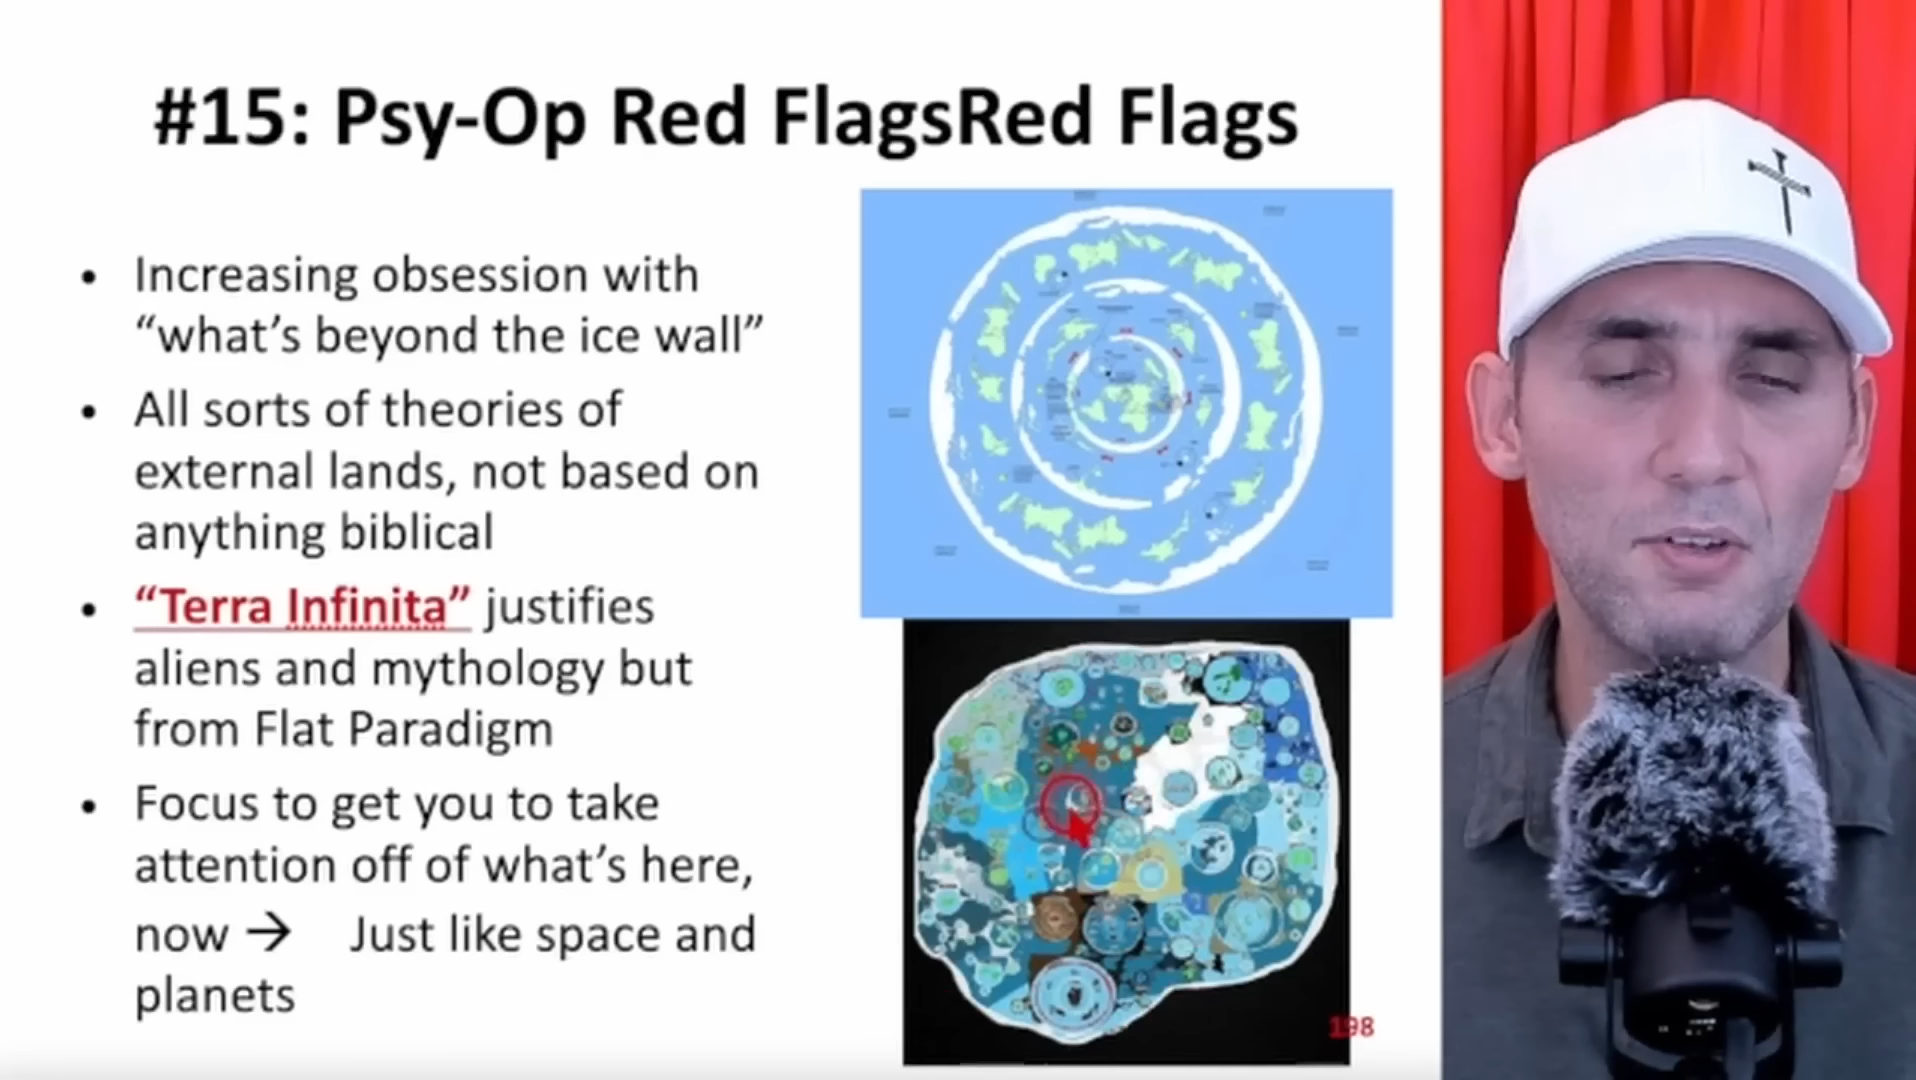 #15: Psy-Op Red FlagsRed Flags
• Increasing obsession with
“what’s beyond the ice wall”
• All sorts of theories of
external lands, not based on
anything biblical
• “Terra Infinita” justifies
aliens and mythology but
from Flat Paradigm
• Focus to get you to take
attention off of what’s here,
now → Just like space and
planets
198